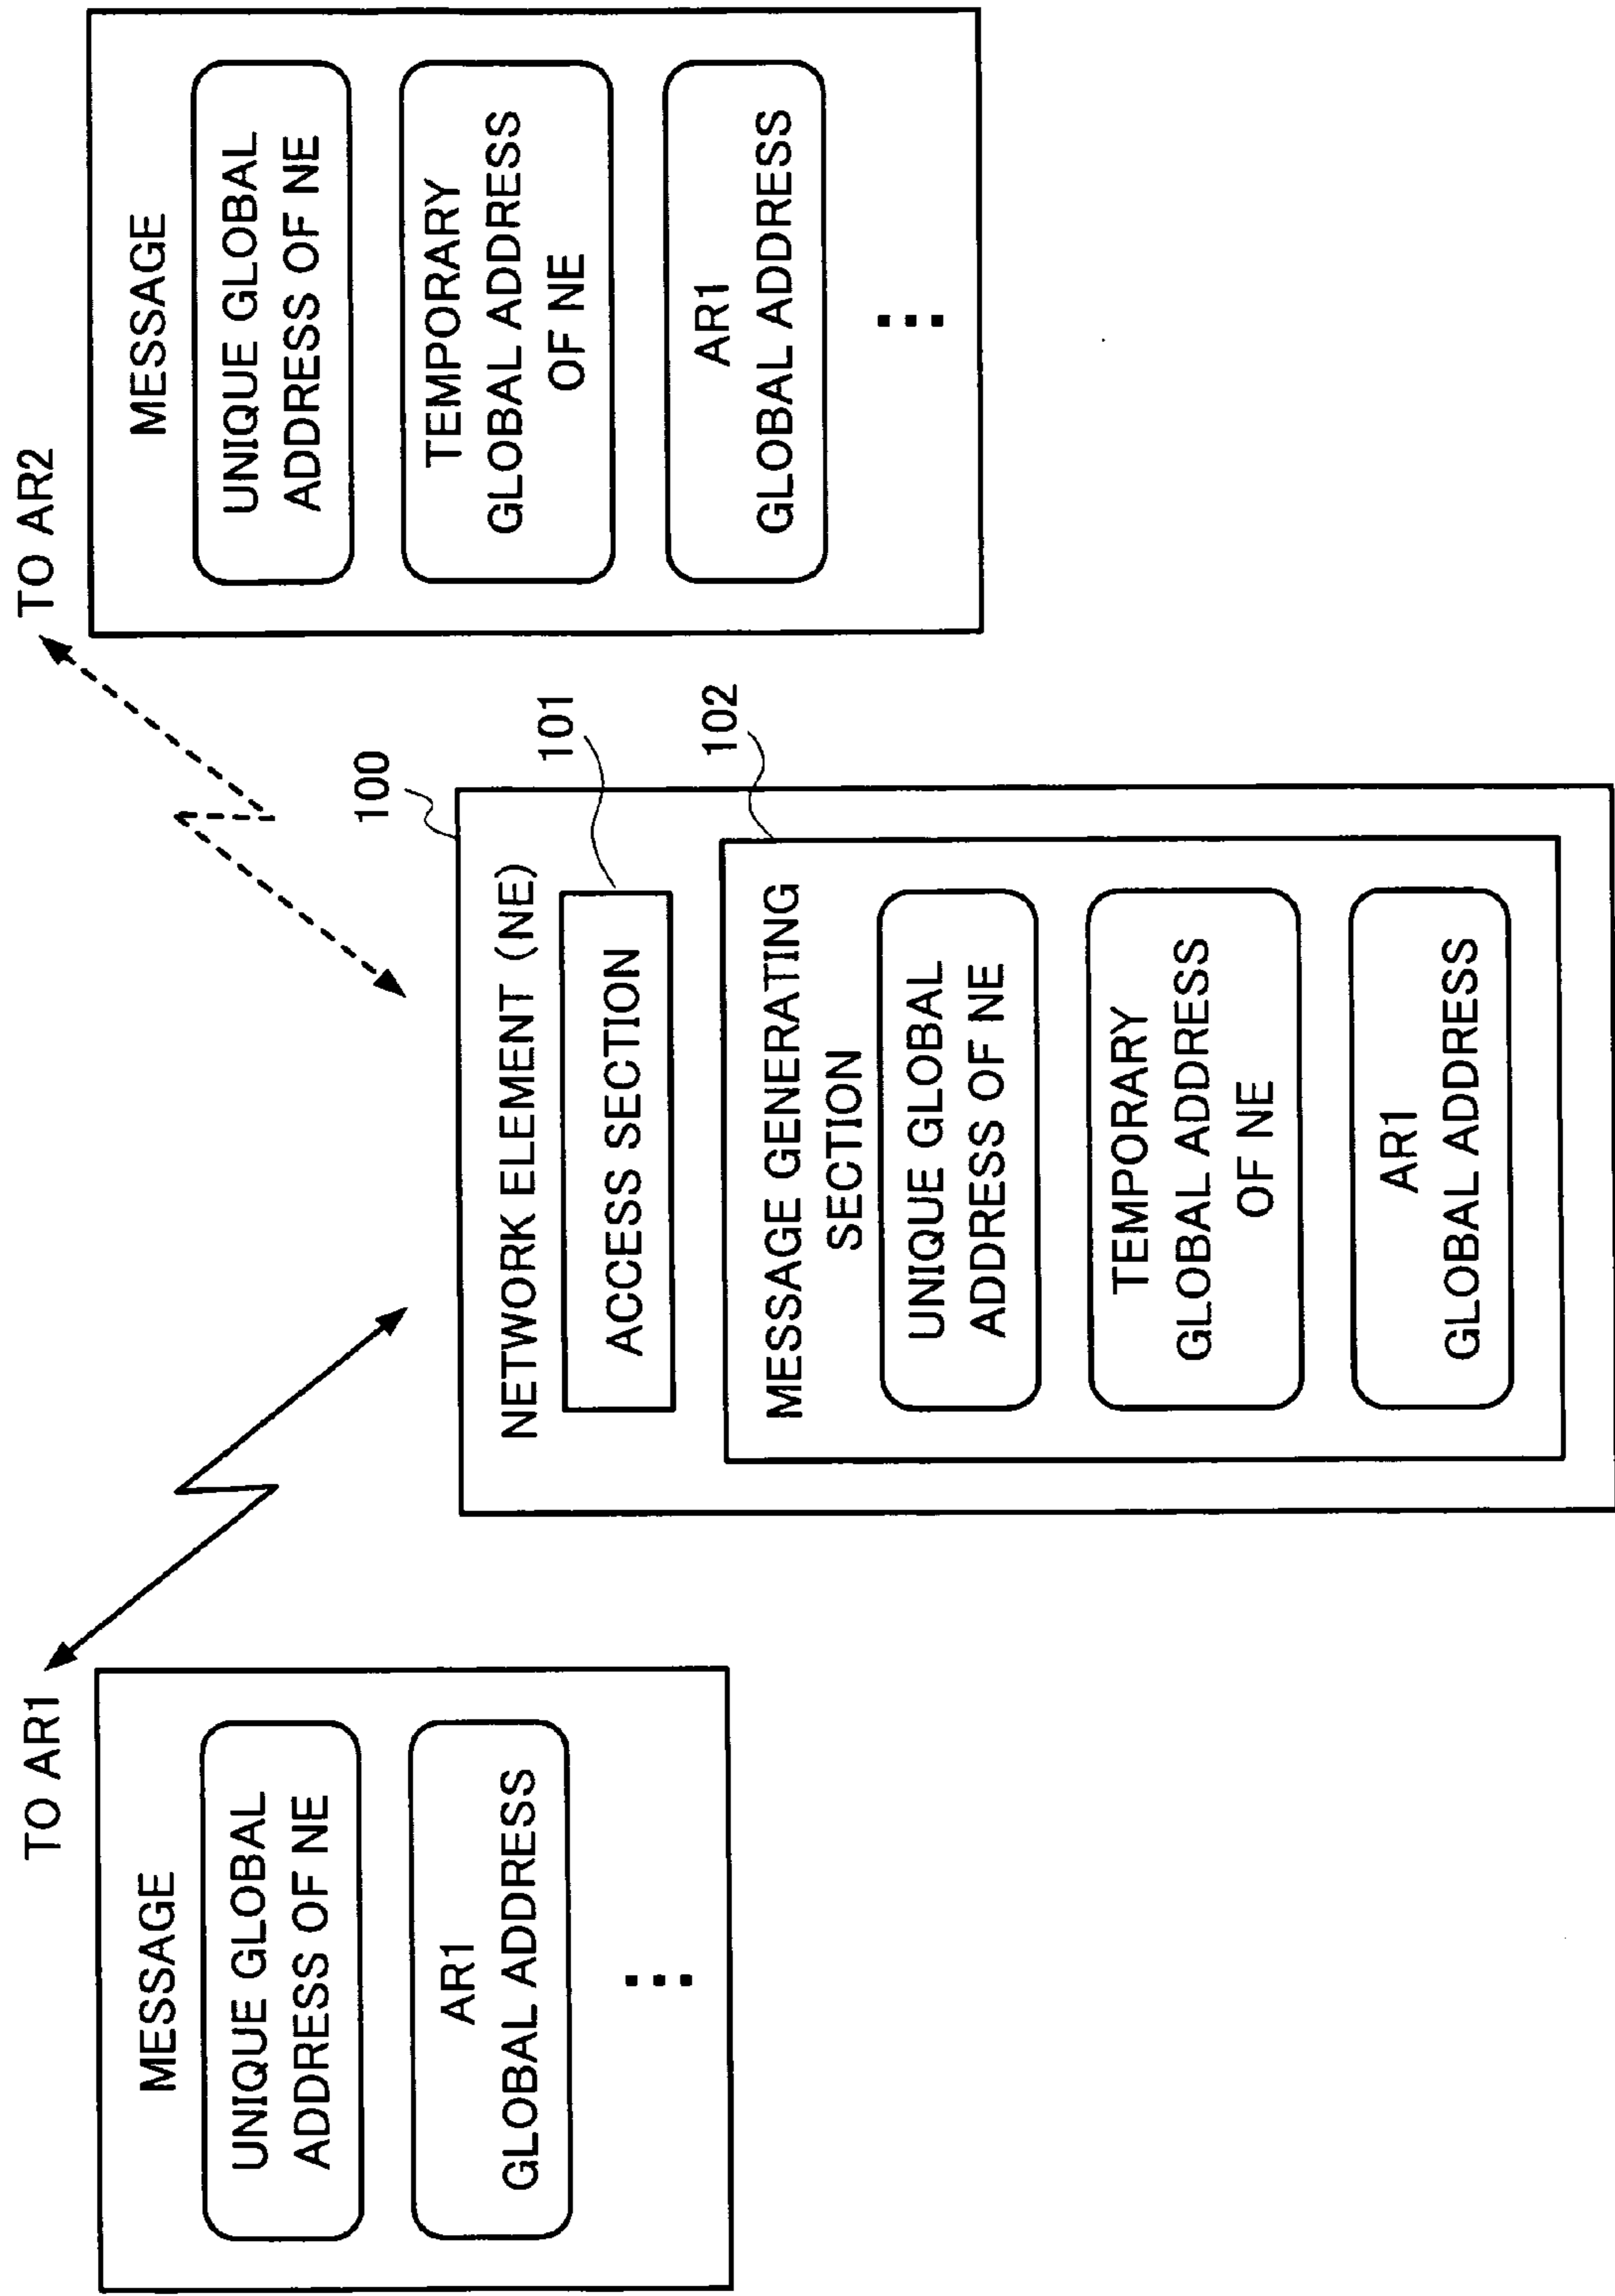 TO AR1
MESSAGE
UNIQUE GLOBAL
ADDRESS OF NE
AR1
GLOBAL ADDRESS
100
NETWORK ELEMENT (NE)
101
ACCESS SECTION
102
MESSAGE GENERATING
SECTION
UNIQUE GLOBAL
ADDRESS OF NE
TEMPORARY
GLOBAL ADDRESS
OF NE
AR1
GLOBAL ADDRESS
TO AR2
MESSAGE
UNIQUE GLOBAL
ADDRESS OF NE
TEMPORARY
GLOBAL ADDRESS
OF NE
AR1
GLOBAL ADDRESS